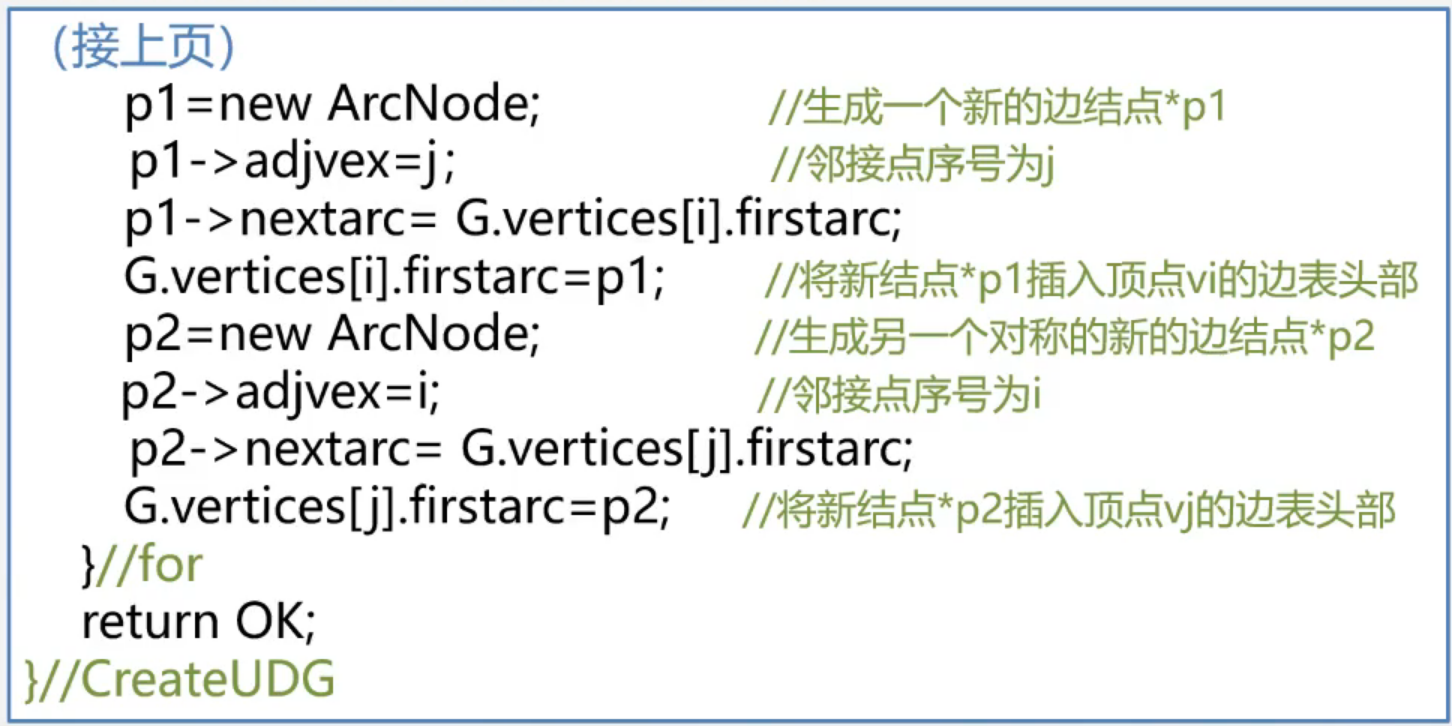 (接上页)
p1=new ArcNode; //生成一个新的边结点*p1
p1->adjvex=j; //邻接点序号为j
p1->nextarc= G.vertices[i].firstarc;
G.vertices[i].firstarc=p1; //将新结点*p1插入顶点vi的边表头部
p2=new ArcNode; //生成另一个对称的新的边结点*p2
p2->adjvex=i; //邻接点序号为i
p2->nextarc= G.vertices[j].firstarc;
G.vertices[j].firstarc=p2; //将新结点*p2插入顶点vj的边表头部
}//for
return OK;
}//CreateUDG